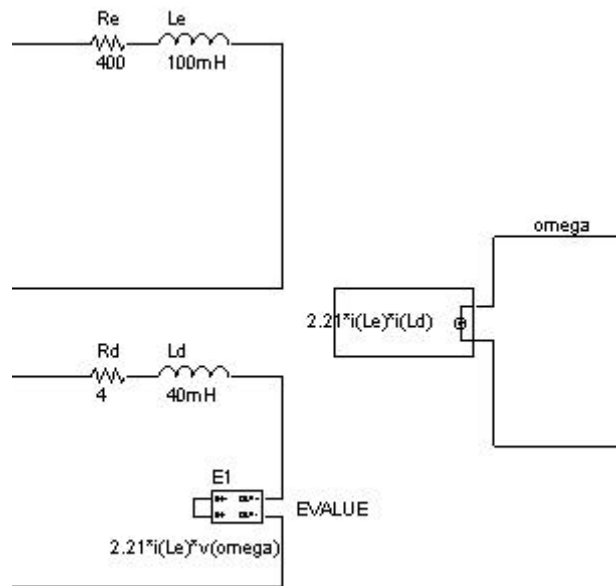 Re Le
400 100mH
omega
2.21*i(Le)*i(Ld)
Rd Ld
4 40mH
E1
EVALUE
2.21*i(Le)*v(omega)